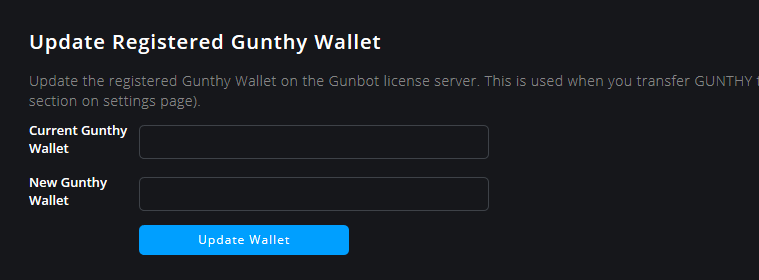 Update Registered Gunthy Wallet
Update the registered Gunthy Wallet on the Gunbot license server. This is used when you transfer GUNTHY
section on settings page).
Current Gunthy
Wallet
New Gunthy
Wallet
Update Wallet